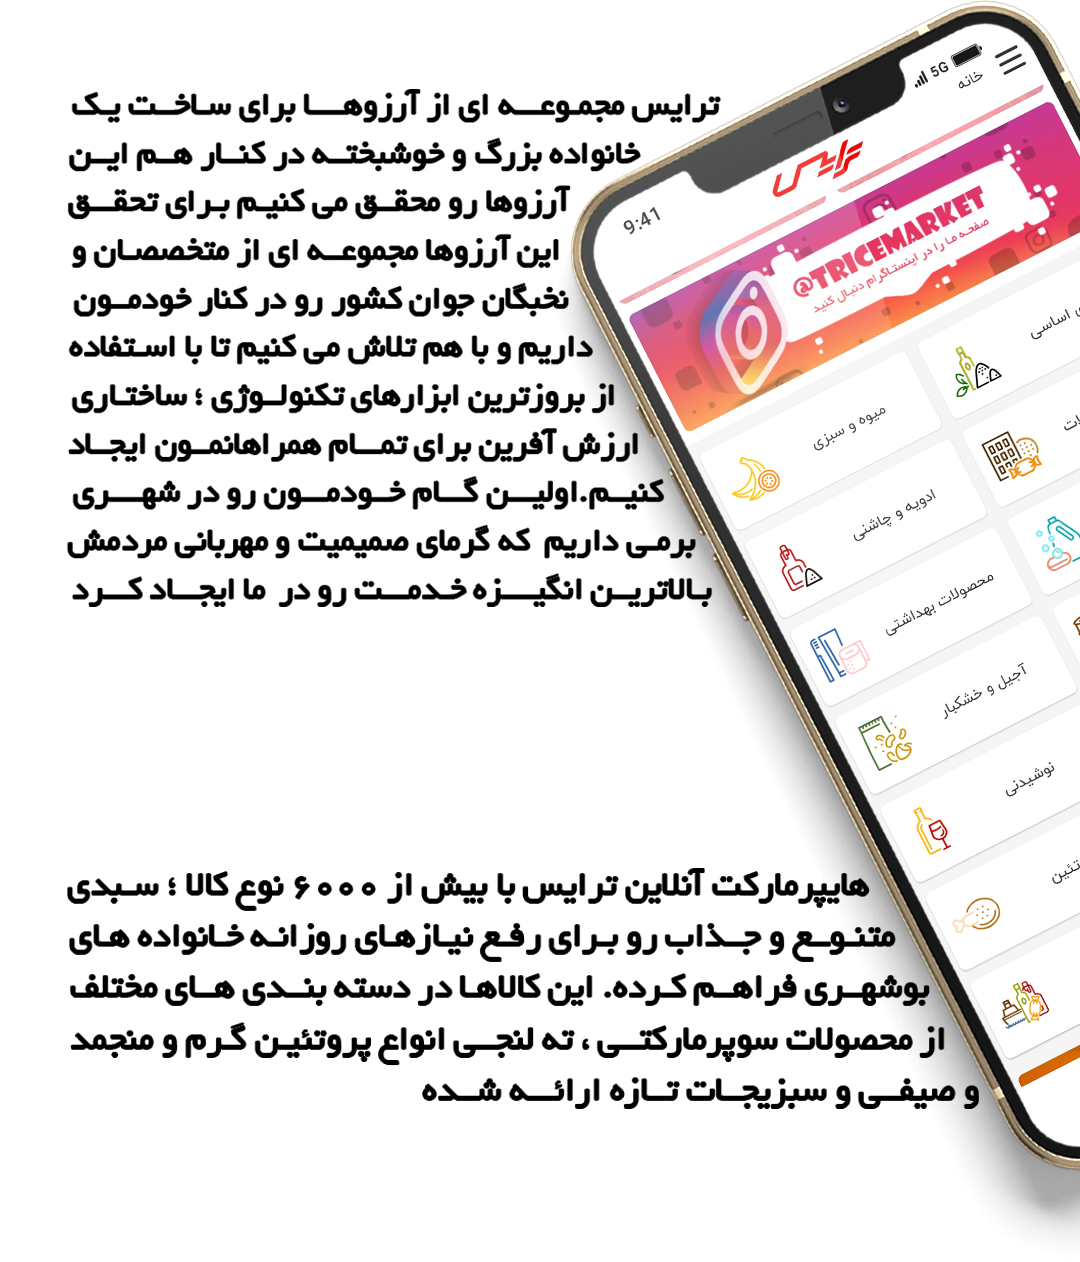 ترایس مجموعه ای از آرزوها برای ساخت یک
خانواده بزرگ و خوشبخته در کنار هم این
آرزوها رو محقق می کنیم برای تحقق
این آرزوها مجموعه ای از متخصصان و
نخبگان جوان کشور رو در کنار خودمون
داریم و با هم تلاش می کنیم تا با استفاده
از بروزترین ابزارهای تکنولوژی ؛ ساختاری
ارزش آفرین برای تمام همراهانمون ایجاد
کنیم.اولین گام خودمون رو در شهری
برمی داریم که گرمای صمیمیت و مهربانی مردمش
بالاترین انگیزه خدمت رو در ما ایجاد کرد
هایپرمارکت آنلاین ترایس با بیش از ۶۰۰۰ نوع کالا ؛ سبدی
متنوع و جذاب رو برای رفع نیازهای روزانه خانواده های
بوشهری فراهم کرده. این کالاها در دسته بندی های مختلف
از محصولات سوپرمارکتی ، ته لنجی انواع پروتئین گرم و منجمد
و صیفی و سبزیجات تازه ارائه شده
9:41
5G
خانه
ترایس
@TRICEMARKET
صفحه ما را در اینستاگرام دنبال کنید
اساسی
میوه و سبزی
ادویه و چاشنی
محصولات بهداشتی
آجیل و خشکبار
نوشیدنی